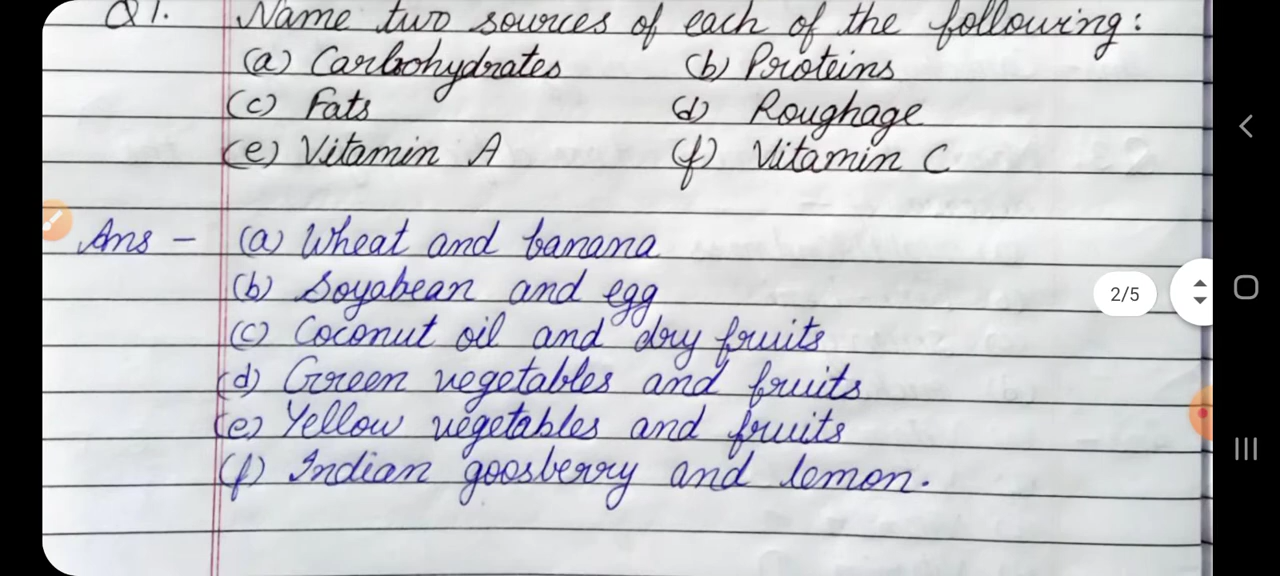 Q1. Name two sources of each of the following:
(a) Carbohydrates (b) Proteins
(c) Fats (d) Roughage
(e) Vitamin A (f) Vitamin C
Ans - (a) Wheat and banana
(b) Soyabean and egg
2/5
(c) Coconut oil and dry fruits
(d) Green vegetables and fruits
(e) Yellow vegetables and fruits
(f) Indian goosberry and lemon.